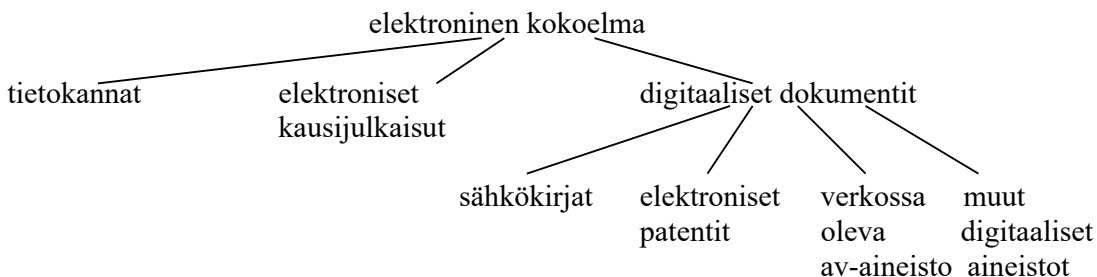 elektroninen kokoelma
tietokannat elektroniset digitaaliset dokumentit
kausijulkaisut
sähkökirjat elektroniset verkossa muut
patentit oleva digitaaliset
av-aineisto aineistot